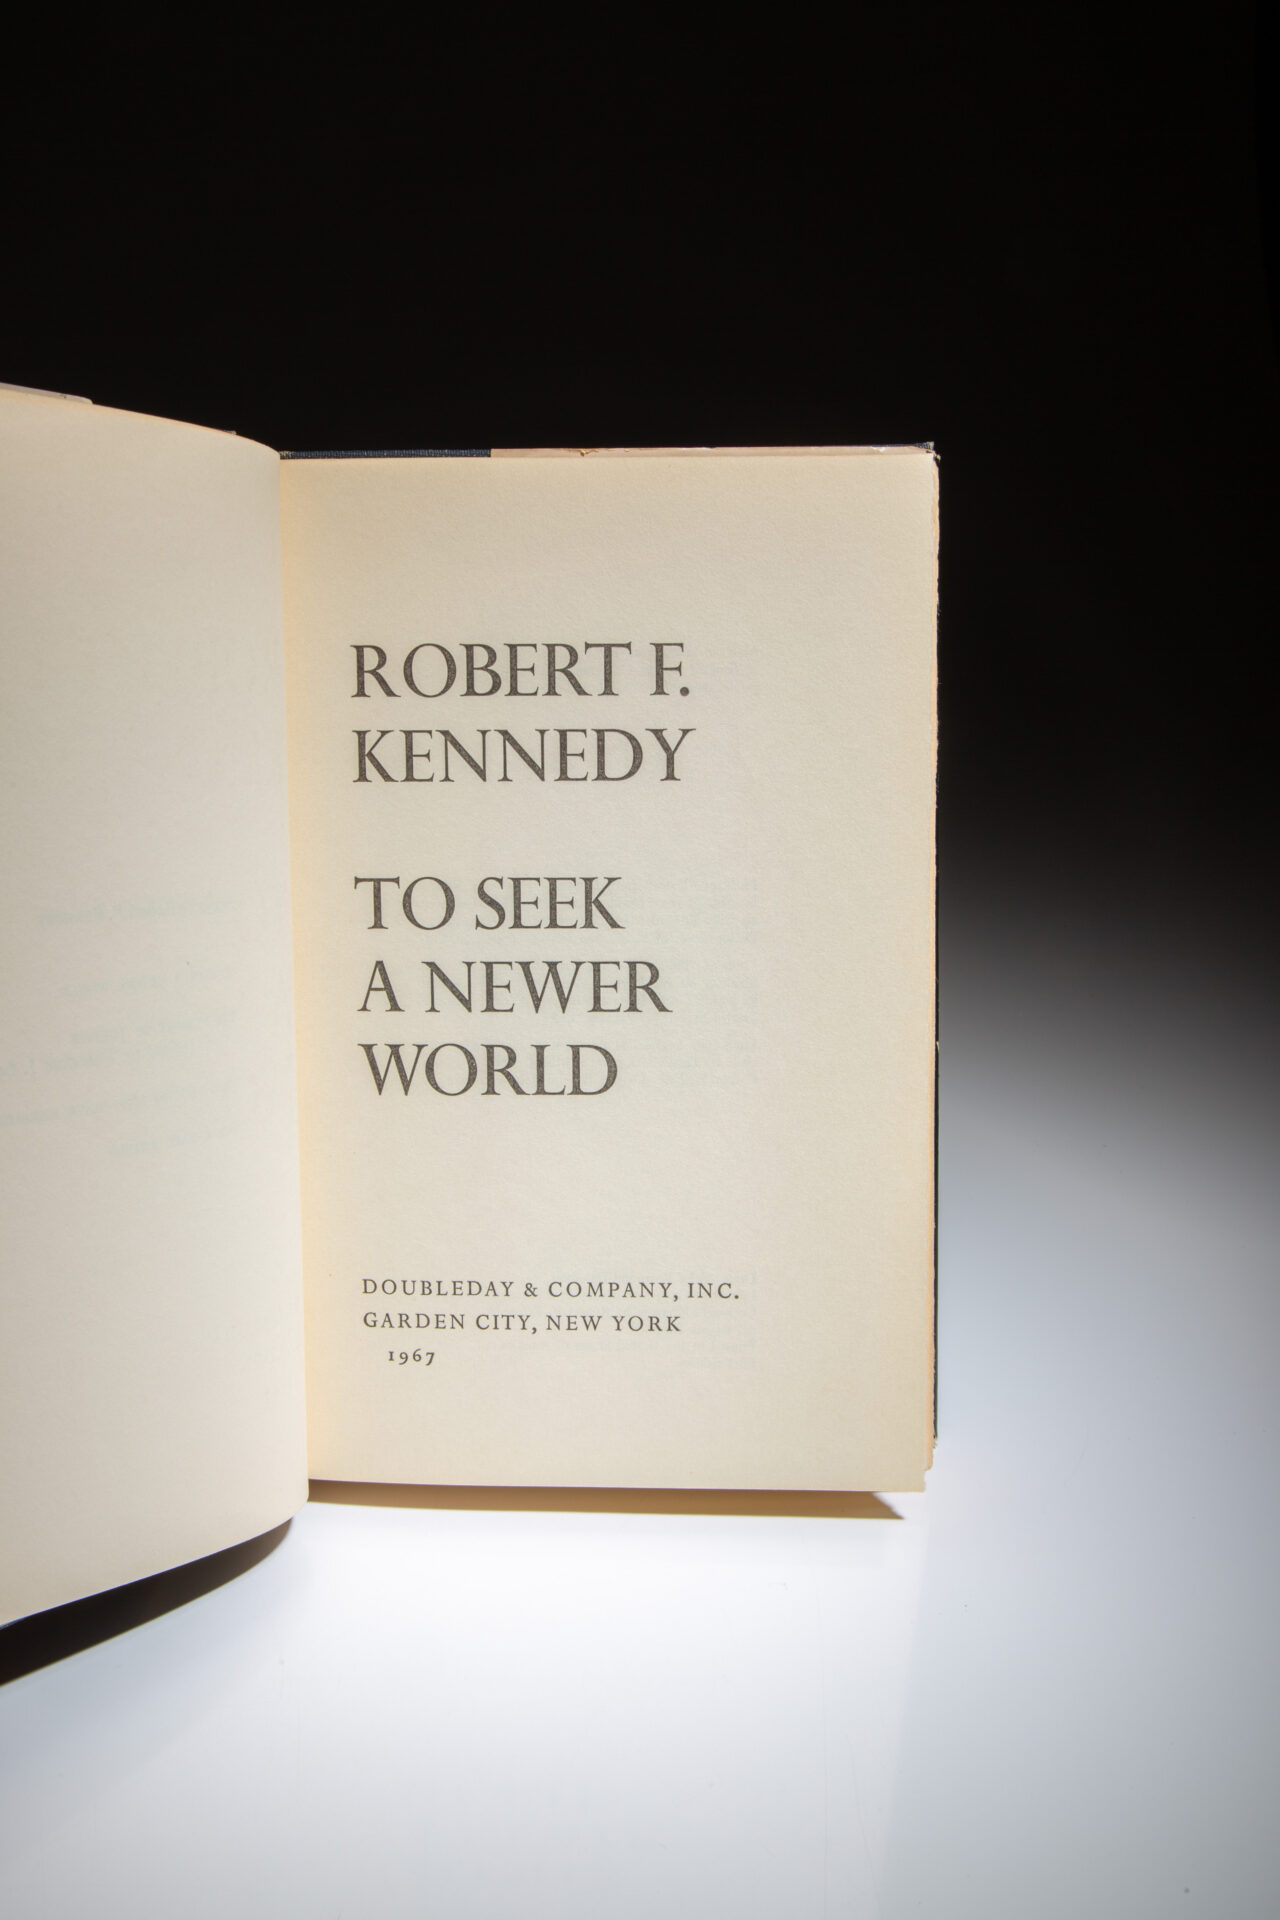 ROBERT F.
KENNEDY
TO SEEK
A NEWER
WORLD
DOUBLEDAY & COMPANY, INC.
GARDEN CITY, NEW YORK
1967